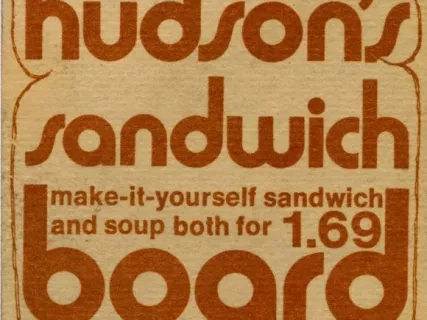 hudson's
sandwich
make-it-yourself sandwich
and soup both for 1.69
board